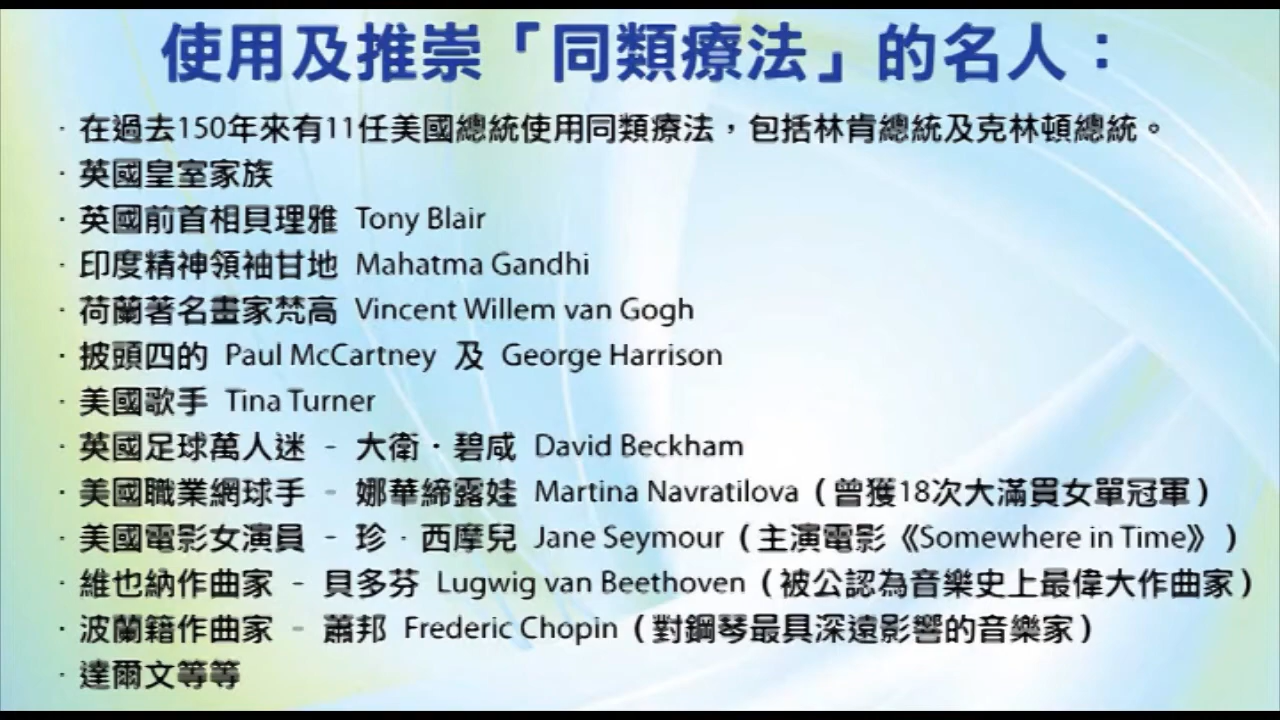 使用及推崇「同類療法」的名人：
· 在過去150年來有11任美國總統使用同類療法，包括林肯總統及克林頓總統。
· 英國皇室家族
· 英國前首相貝理雅 Tony Blair
· 印度精神領袖甘地 Mahatma Gandhi
· 荷蘭著名畫家梵高 Vincent Willem van Gogh
· 披頭四的 Paul McCartney 及 George Harrison
· 美國歌手 Tina Turner
· 英國足球萬人迷 - 大衛·碧咸 David Beckham
· 美國職業網球手 - 娜華締露娃 Martina Navratilova（曾獲18次大滿貫女單冠軍）
· 美國電影女演員 - 珍·西摩兒 Jane Seymour（主演電影《Somewhere in Time》）
· 維也納作曲家 - 貝多芬 Lugwig van Beethoven（被公認為音樂史上最偉大作曲家）
· 波蘭籍作曲家 - 蕭邦 Frederic Chopin（對鋼琴最具深遠影響的音樂家）
· 達爾文等等